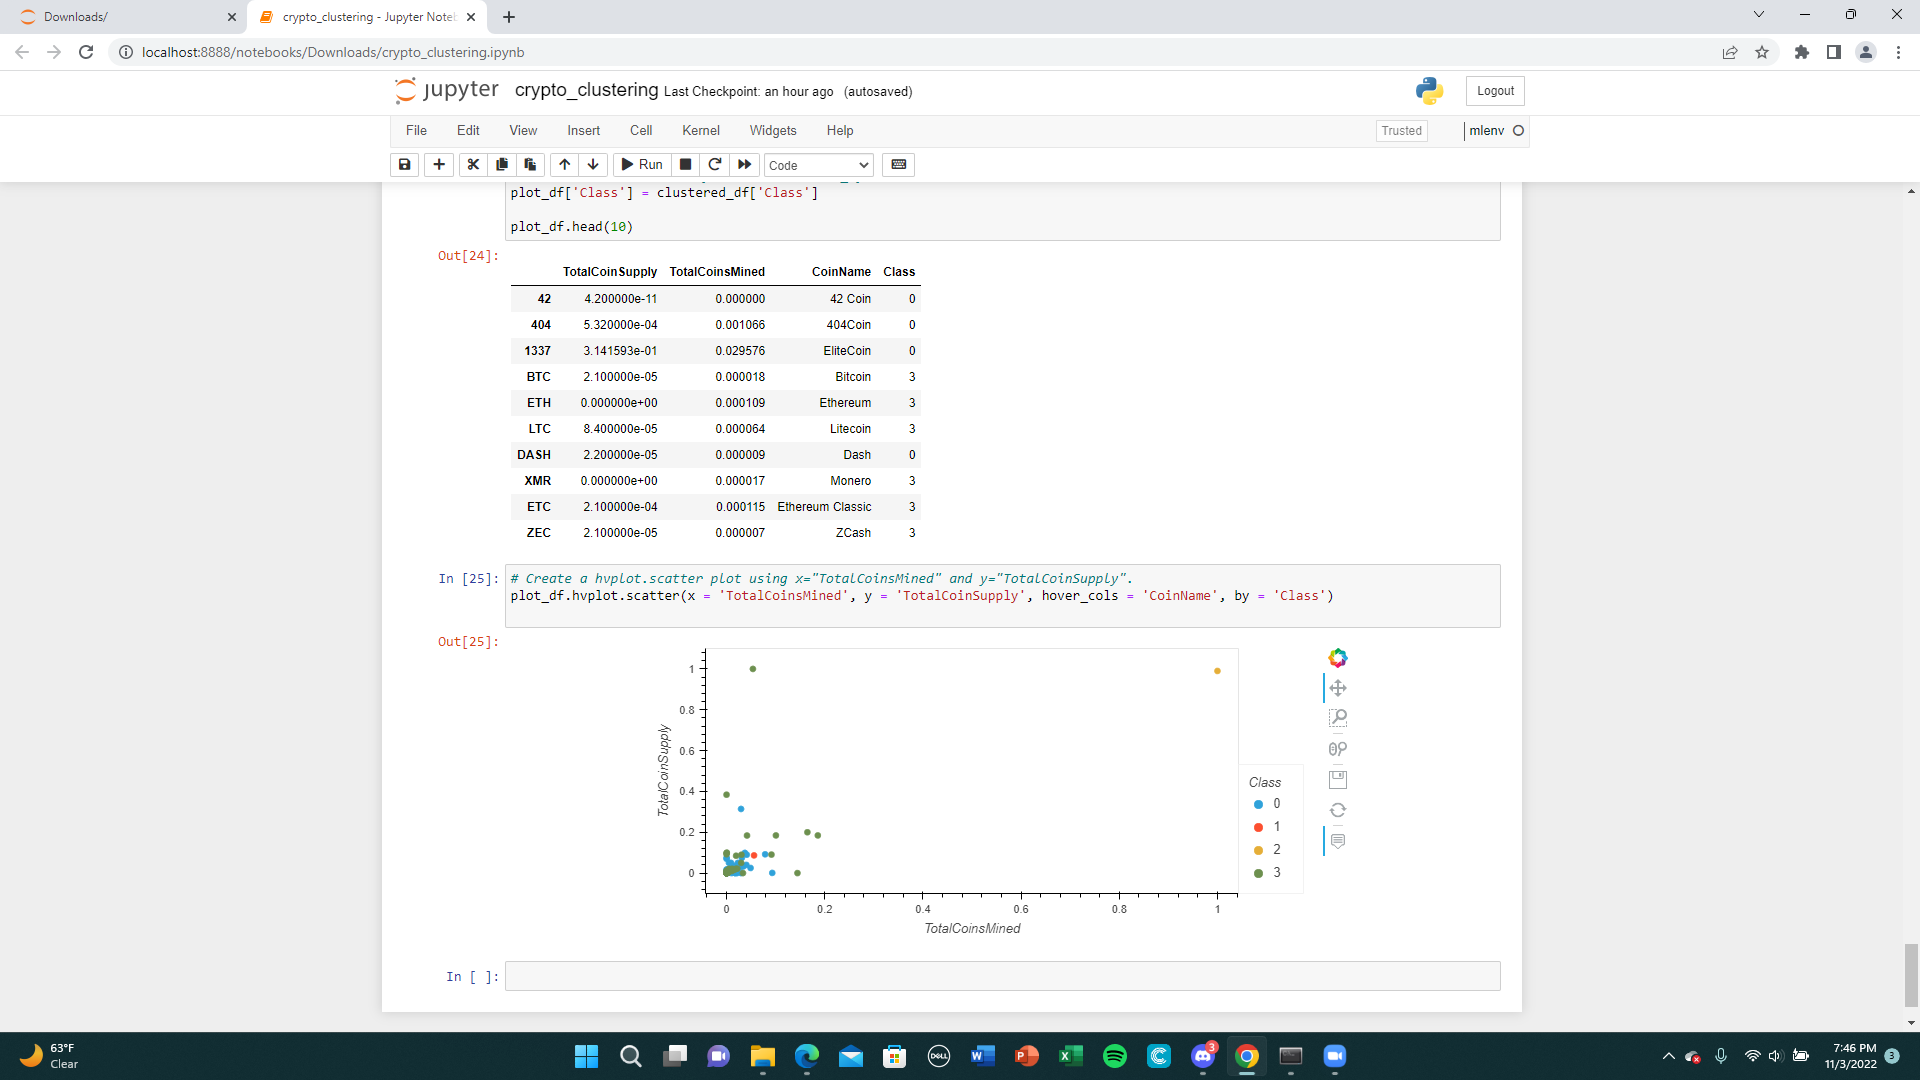 Downloads/
crypto_clustering - Jupyter Noteb
localhost:8888/notebooks/Downloads/crypto_clustering.ipynb
jupyter crypto_clustering Last Checkpoint: an hour ago (autosaved)
Logout
File Edit View Insert Cell Kernel Widgets Help
Trusted
mlenv
Run
Code
plot_df['Class'] = clustered_df['Class']
plot_df.head(10)
Out[24]:
TotalCoinSupply TotalCoinsMined CoinName Class
42 4.200000e-11 0.000000 42 Coin 0
404 5.320000e-04 0.001066 404Coin 0
1337 3.141593e-01 0.029576 EliteCoin 0
BTC 2.100000e-05 0.000018 Bitcoin 3
ETH 0.000000e+00 0.000109 Ethereum 3
LTC 8.400000e-05 0.000064 Litecoin 3
DASH 2.200000e-05 0.000009 Dash 0
XMR 0.000000e+00 0.000017 Monero 3
ETC 2.100000e-04 0.000115 Ethereum Classic 3
ZEC 2.100000e-05 0.000007 ZCash 3
In [25]:
# Create a hvplot.scatter plot using x="TotalCoinsMined" and y="TotalCoinSupply".
plot_df.hvplot.scatter(x = 'TotalCoinsMined', y = 'TotalCoinSupply', hover_cols = 'CoinName', by = 'Class')
Out[25]:
TotalCoinSupply
1
0.8
0.6
0.4
0.2
0
0 0.2 0.4 0.6 0.8 1
TotalCoinsMined
Class
0
1
2
3
In [ ]:
63°F
Clear
DELL
W
P
X
3
7:46 PM
11/3/2022
3